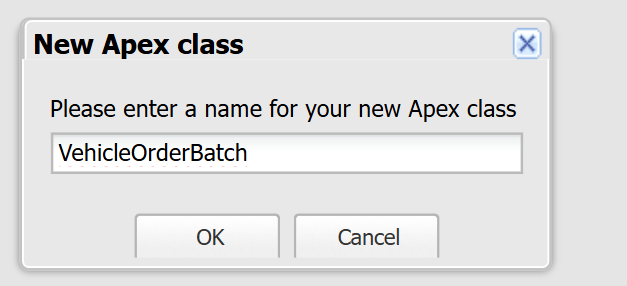 New Apex class
Please enter a name for your new Apex class
VehicleOrderBatch
OK
Cancel